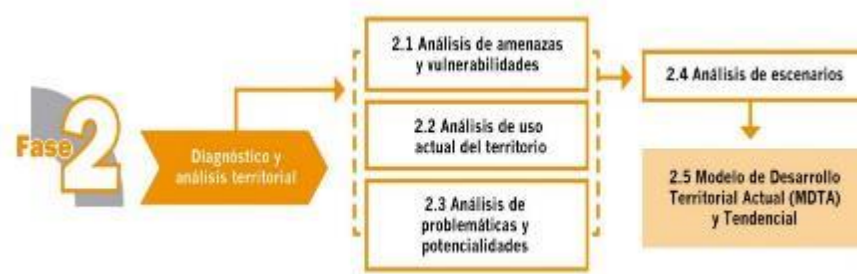 Fase 2
Diagnóstico y
análisis territorial
2.1 Análisis de amenazas
y vulnerabilidades
2.2 Análisis de uso
actual del territorio
2.3 Análisis de
problemáticas y
potencialidades
2.4 Análisis de escenarios
2.5 Modelo de Desarrollo
Territorial Actual (MDTA)
y Tendencial